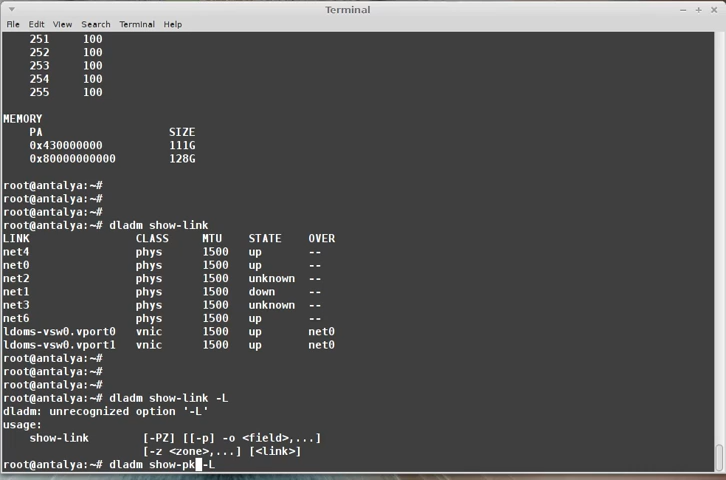 Terminal
File Edit View Search Terminal Help
251 100
252 100
253 100
254 100
255 100
MEMORY
PA SIZE
0x430000000 111G
0x80000000000 128G
root@antalya:~#
root@antalya:~#
root@antalya:~#
root@antalya:~# dladm show-link
LINK CLASS MTU STATE OVER
net4 phys 1500 up --
net0 phys 1500 up --
net2 phys 1500 unknown --
net1 phys 1500 down --
net3 phys 1500 unknown --
net6 phys 1500 up --
ldoms-vsw0.vport0 vnic 1500 up net0
ldoms-vsw0.vport1 vnic 1500 up net0
root@antalya:~#
root@antalya:~#
root@antalya:~#
root@antalya:~# dladm show-link -L
dladm: unrecognized option '-L'
usage:
show-link [-PZ] [[-p] -o <field>,...]
[-z <zone>,...] [<link>]
root@antalya:~# dladm show-pk -L